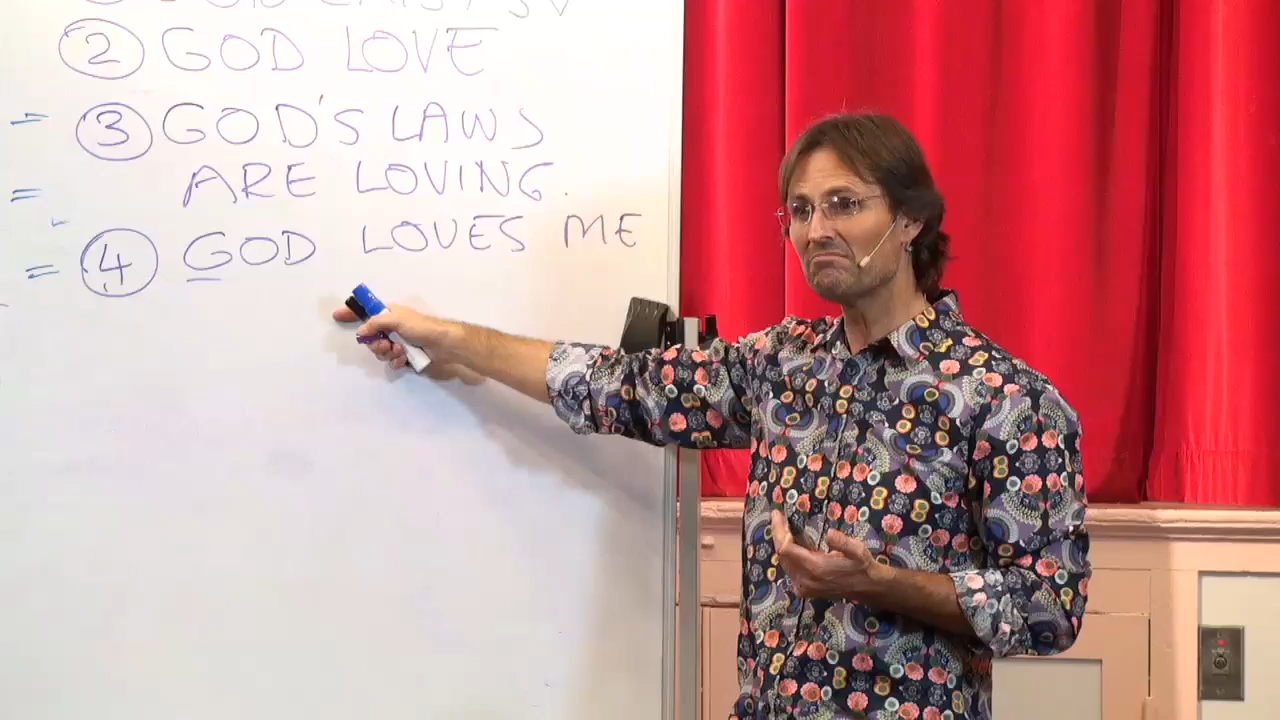 ② GOD LOVE
= ③ GOD'S LAWS
= ARE LOVING.
= ④ GOD LOVES ME